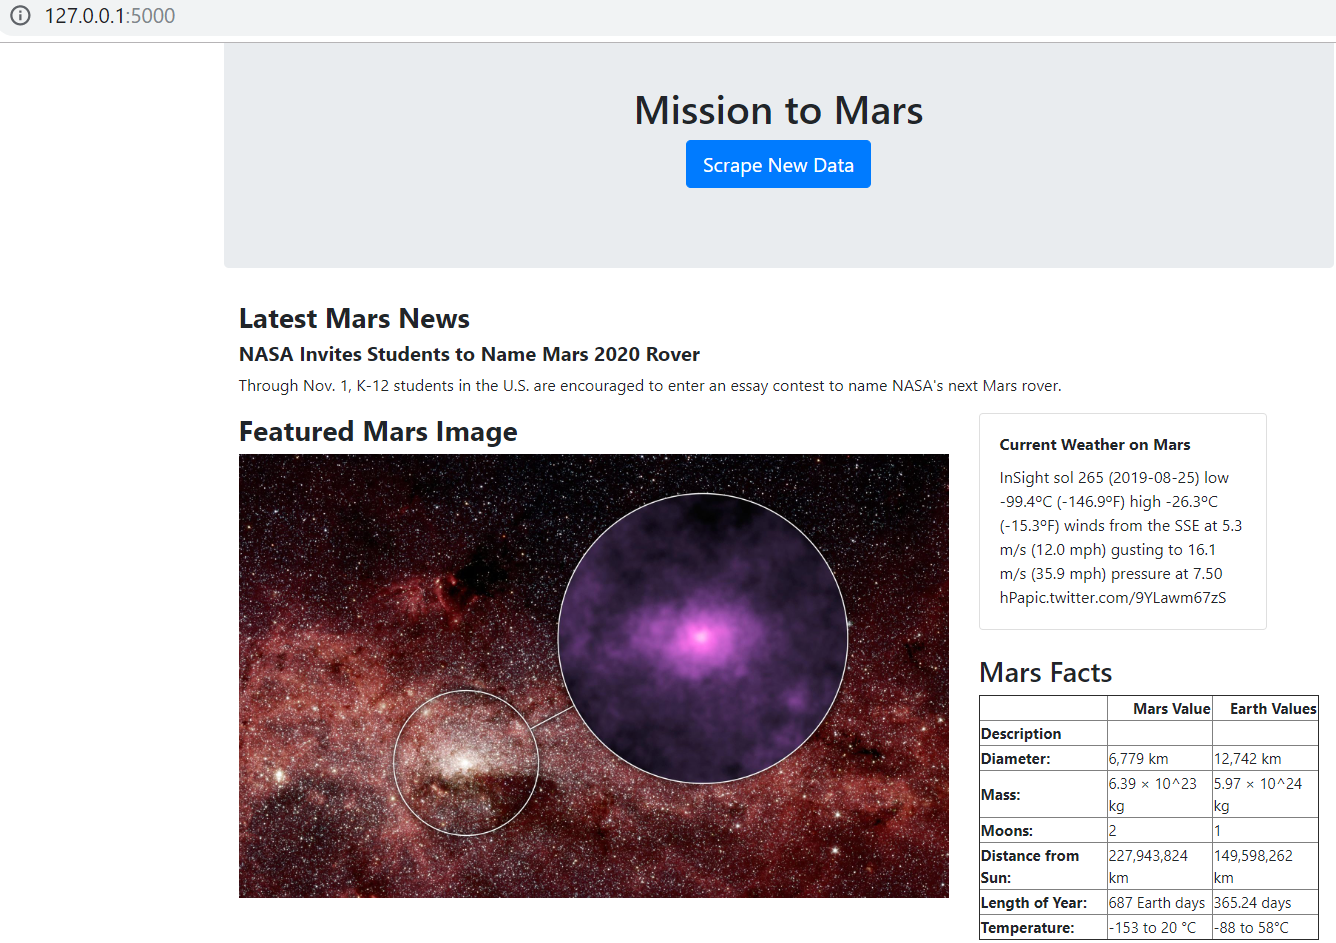 127.0.0.1:5000
Mission to Mars
Scrape New Data
Latest Mars News
NASA Invites Students to Name Mars 2020 Rover
Through Nov. 1, K-12 students in the U.S. are encouraged to enter an essay contest to name NASA's next Mars rover.
Featured Mars Image
Current Weather on Mars
InSight sol 265 (2019-08-25) low
-99.4ºC (-146.9ºF) high -26.3ºC
(-15.3ºF) winds from the SSE at 5.3
m/s (12.0 mph) gusting to 16.1
m/s (35.9 mph) pressure at 7.50
hPapic.twitter.com/9YLawm67zS
Mars Facts
Mars Value Earth Values
Description
Diameter: 6,779 km 12,742 km
Mass: 6.39 × 10^23 kg 5.97 × 10^24 kg
Moons: 2 1
Distance from Sun: 227,943,824 km 149,598,262 km
Length of Year: 687 Earth days 365.24 days
Temperature: -153 to 20 °C -88 to 58°C